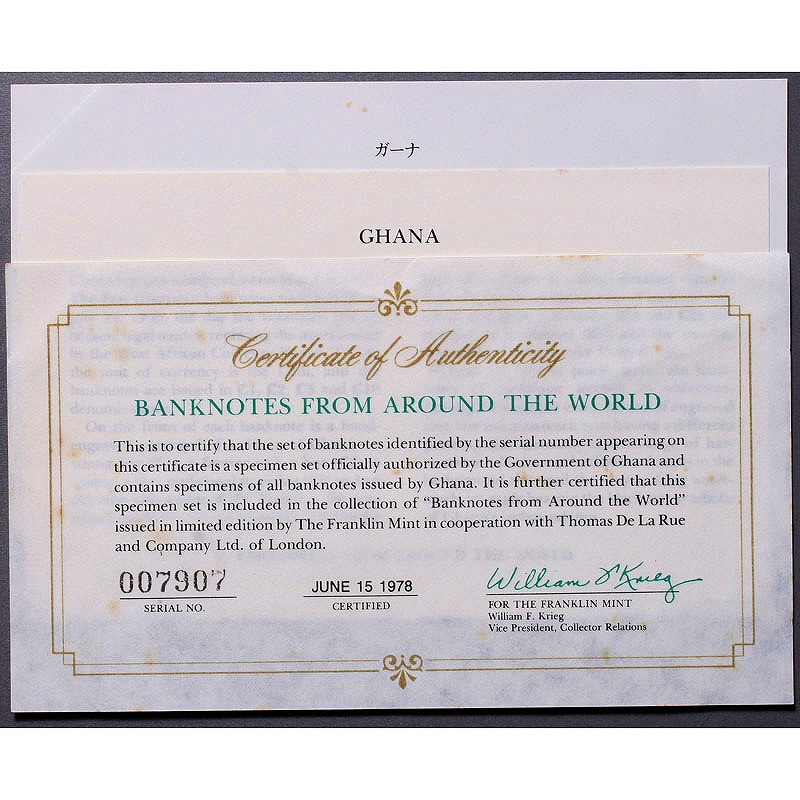 ガーナ
GHANA
Certificate of Authenticity
BANKNOTES FROM AROUND THE WORLD
This is to certify that the set of banknotes identified by the serial number appearing on
this certificate is a specimen set officially authorized by the Government of Ghana and
contains specimens of all banknotes issued by Ghana. It is further certified that this
specimen set is included in the collection of “Banknotes from Around the World”
issued in limited edition by The Franklin Mint in cooperation with Thomas De La Rue
and Company Ltd. of London.
007907 JUNE 15 1978 William F Krieg
SERIAL NO. CERTIFIED FOR THE FRANKLIN MINT
William F. Krieg
Vice President, Collector Relations